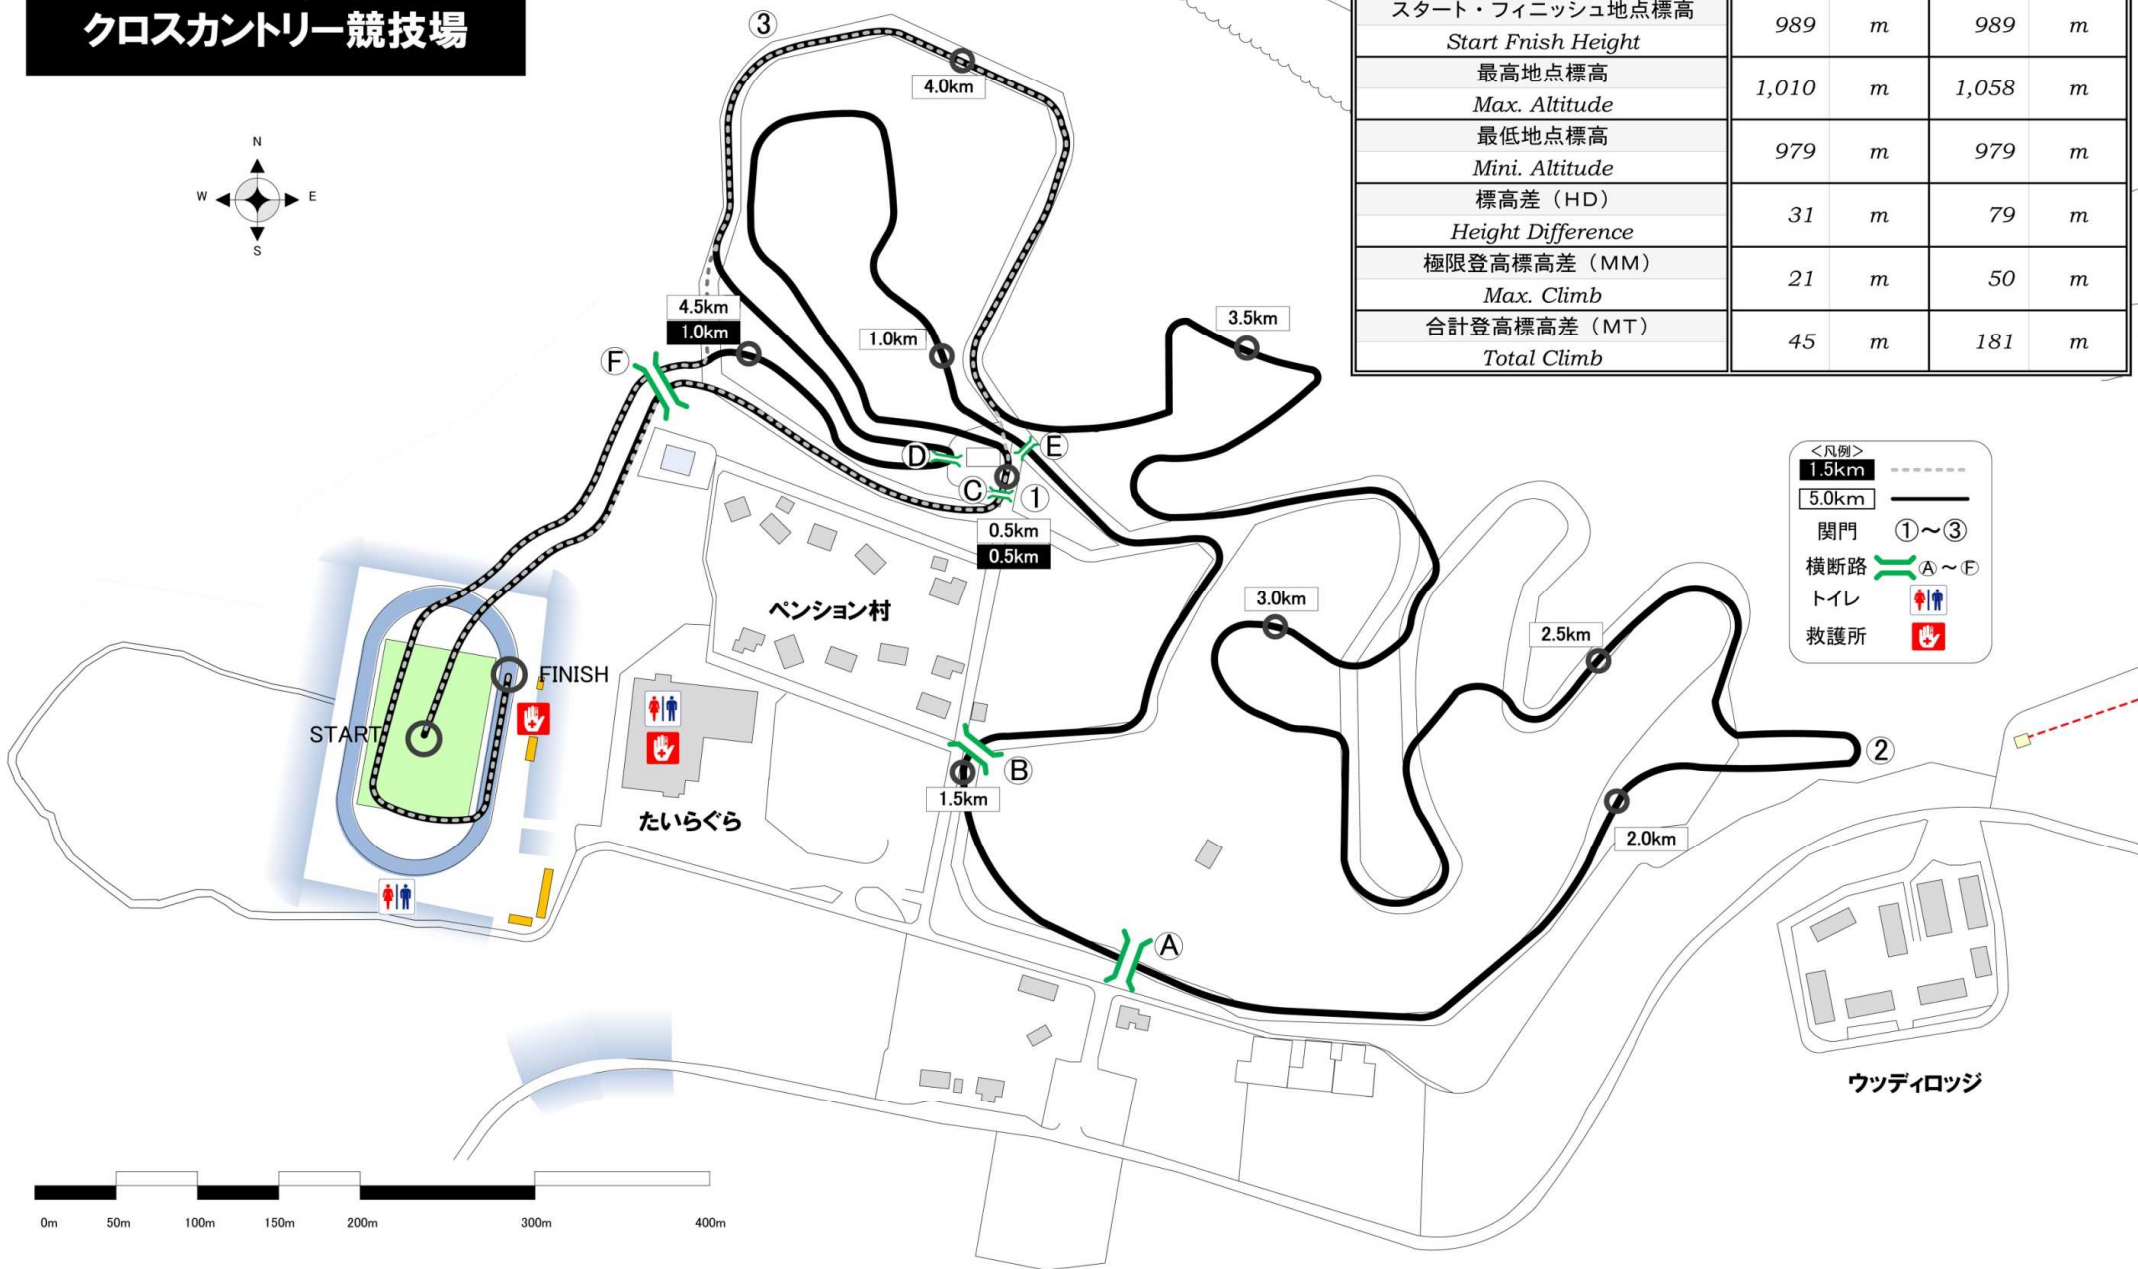 クロスカントリー競技場
スタート・フィニッシュ地点標高 989 m 989 m
Start Fnish Height
最高地点標高 1,010 m 1,058 m
Max. Altitude
最低地点標高 979 m 979 m
Mini. Altitude
標高差（HD） 31 m 79 m
Height Difference
極限登高標高差（MM） 21 m 50 m
Max. Climb
合計登高標高差（MT） 45 m 181 m
Total Climb
N
W E
S
③
4.0km
4.5km
1.0km
1.0km
3.5km
F
E
D
C
①
0.5km
0.5km
＜凡例＞
1.5km
5.0km
関門 ①～③
横断路 Ⓐ～Ⓕ
トイレ
救護所
ペンション村
3.0km
2.5km
FINISH
START
②
B
1.5km
たいらぐら
2.0km
A
ウッディロッジ
0m 50m 100m 150m 200m 300m 400m